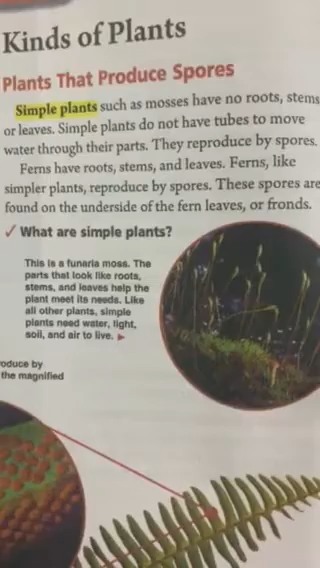 Kinds of Plants
Plants That Produce Spores
Simple plants such as mosses have no roots, stems
or leaves. Simple plants do not have tubes to move
water through their parts. They reproduce by spores.
Ferns have roots, stems, and leaves. Ferns, like
simpler plants, reproduce by spores. These spores are
found on the underside of the fern leaves, or fronds.
✓ What are simple plants?
This is a funaria moss. The
parts that look like roots,
stems, and leaves help the
plant meet its needs. Like
all other plants, simple
plants need water, light,
soil, and air to live. ▶
oduce by
the magnified